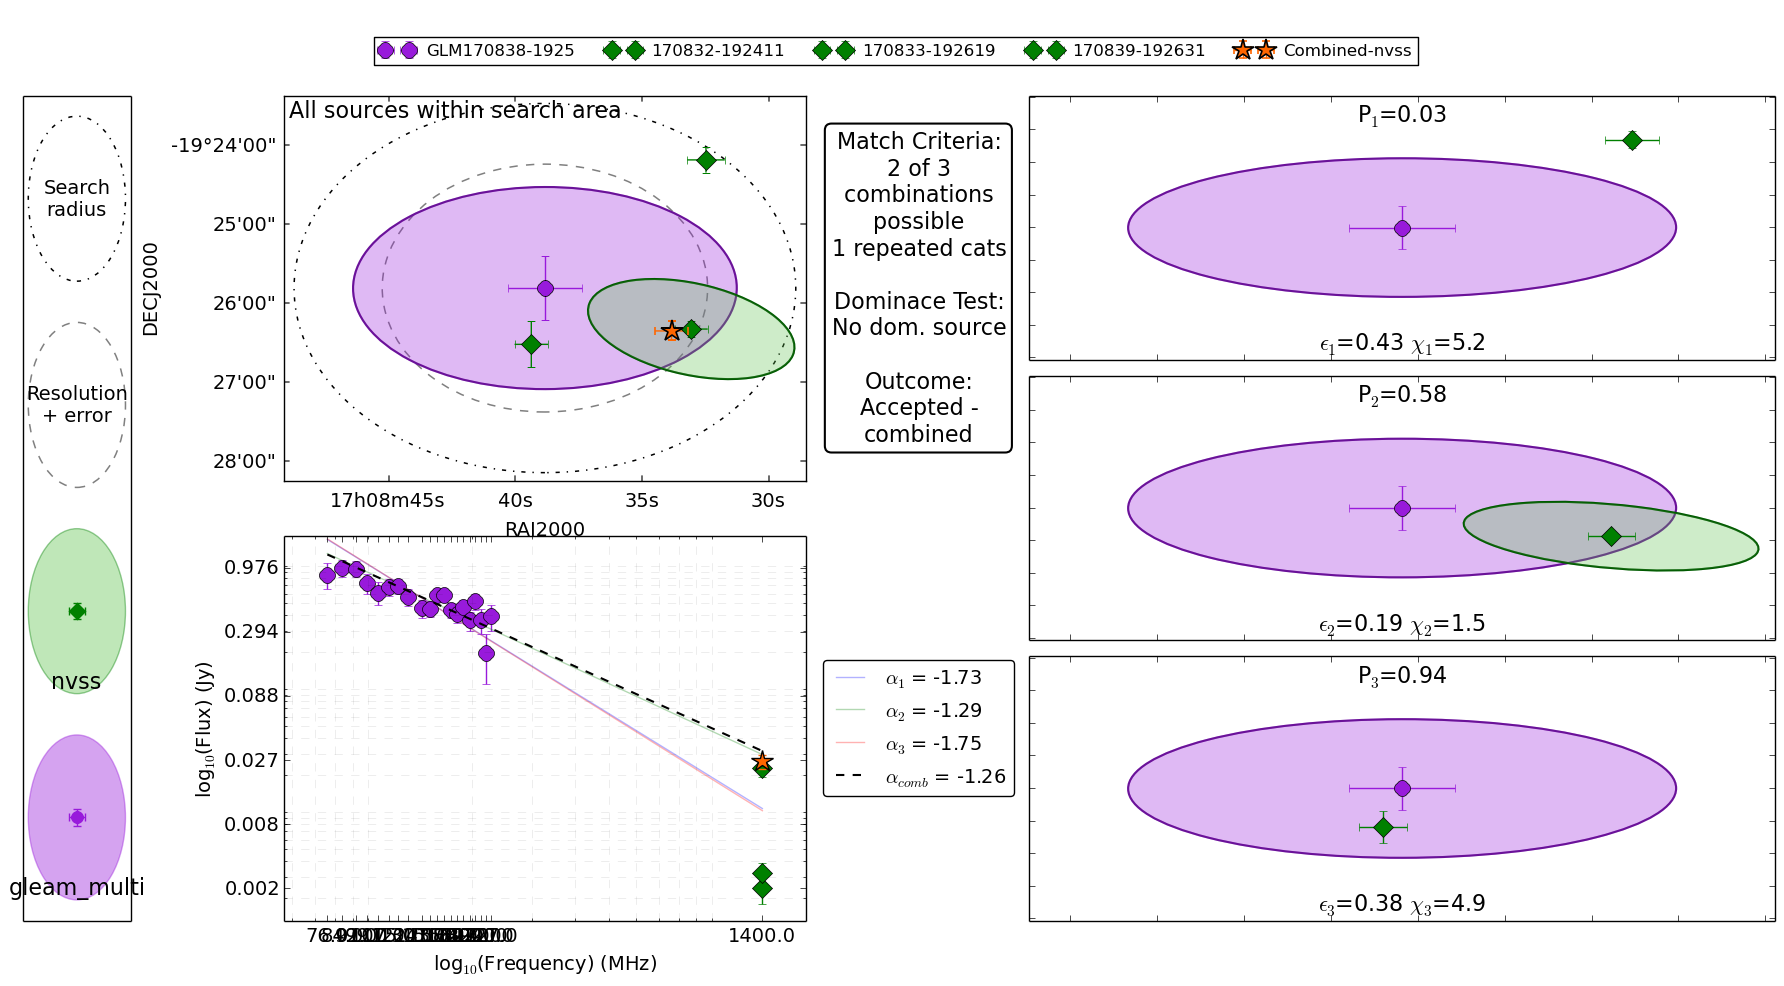 GLM170838-1925 170832-192411 170833-192619 170839-192631 Combined-nvss
Search
radius
Resolution
+ error
nvss
gleam_multi
All sources within search area
DECJ2000
-19°24'00"
25'00"
26'00"
27'00"
28'00"
17h08m45s 40s 35s 30s
RAJ2000
log10(Flux) (Jy)
0.976
0.294
0.088
0.027
0.008
0.002
1400.0
log10(Frequency) (MHz)
Match Criteria:
2 of 3
combinations
possible
1 repeated cats
Dominace Test:
No dom. source
Outcome:
Accepted -
combined
α1 = -1.73
α2 = -1.29
α3 = -1.75
αcomb = -1.26
P1=0.03
ϵ1=0.43 χ1=5.2
P2=0.58
ϵ2=0.19 χ2=1.5
P3=0.94
ϵ3=0.38 χ3=4.9